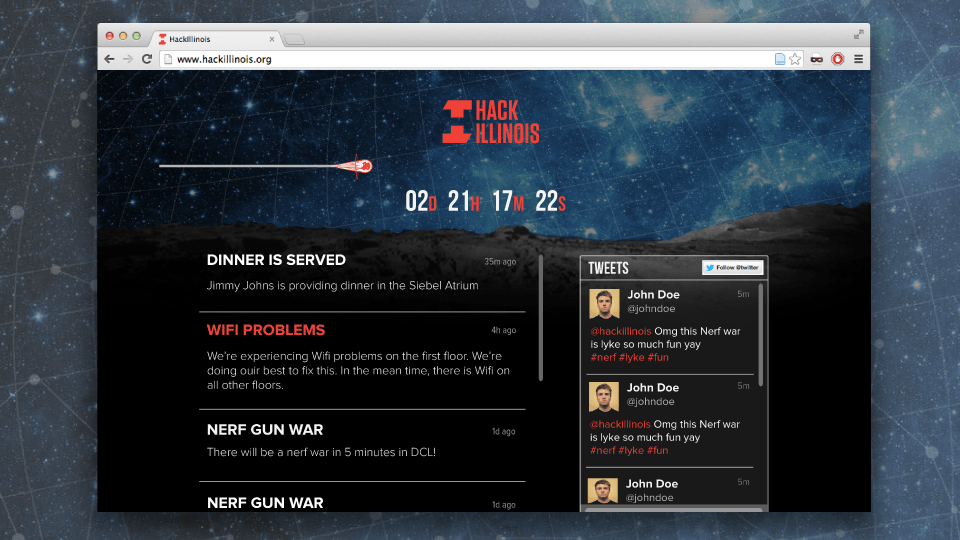 HackIllinois
www.hackillinois.org
HACK
ILLINOIS
02D 21H 17M 22S
DINNER IS SERVED 35m ago
Jimmy Johns is providing dinner in the Siebel Atrium
WIFI PROBLEMS 4h ago
We're experiencing Wifi problems on the first floor. We're
doing ouir best to fix this. In the mean time, there is Wifi on
all other floors.
NERF GUN WAR 1d ago
There will be a nerf war in 5 minutes in DCL!
NERF GUN WAR 1d ago
TWEETS Follow @twitter
John Doe 5m
@johndoe
@hackillinois Omg this Nerf war
is lyke so much fun yay
#nerf #lyke #fun
John Doe 5m
@johndoe
@hackillinois Omg this Nerf war
is lyke so much fun yay
#nerf #lyke #fun
John Doe 5m
@johndoe